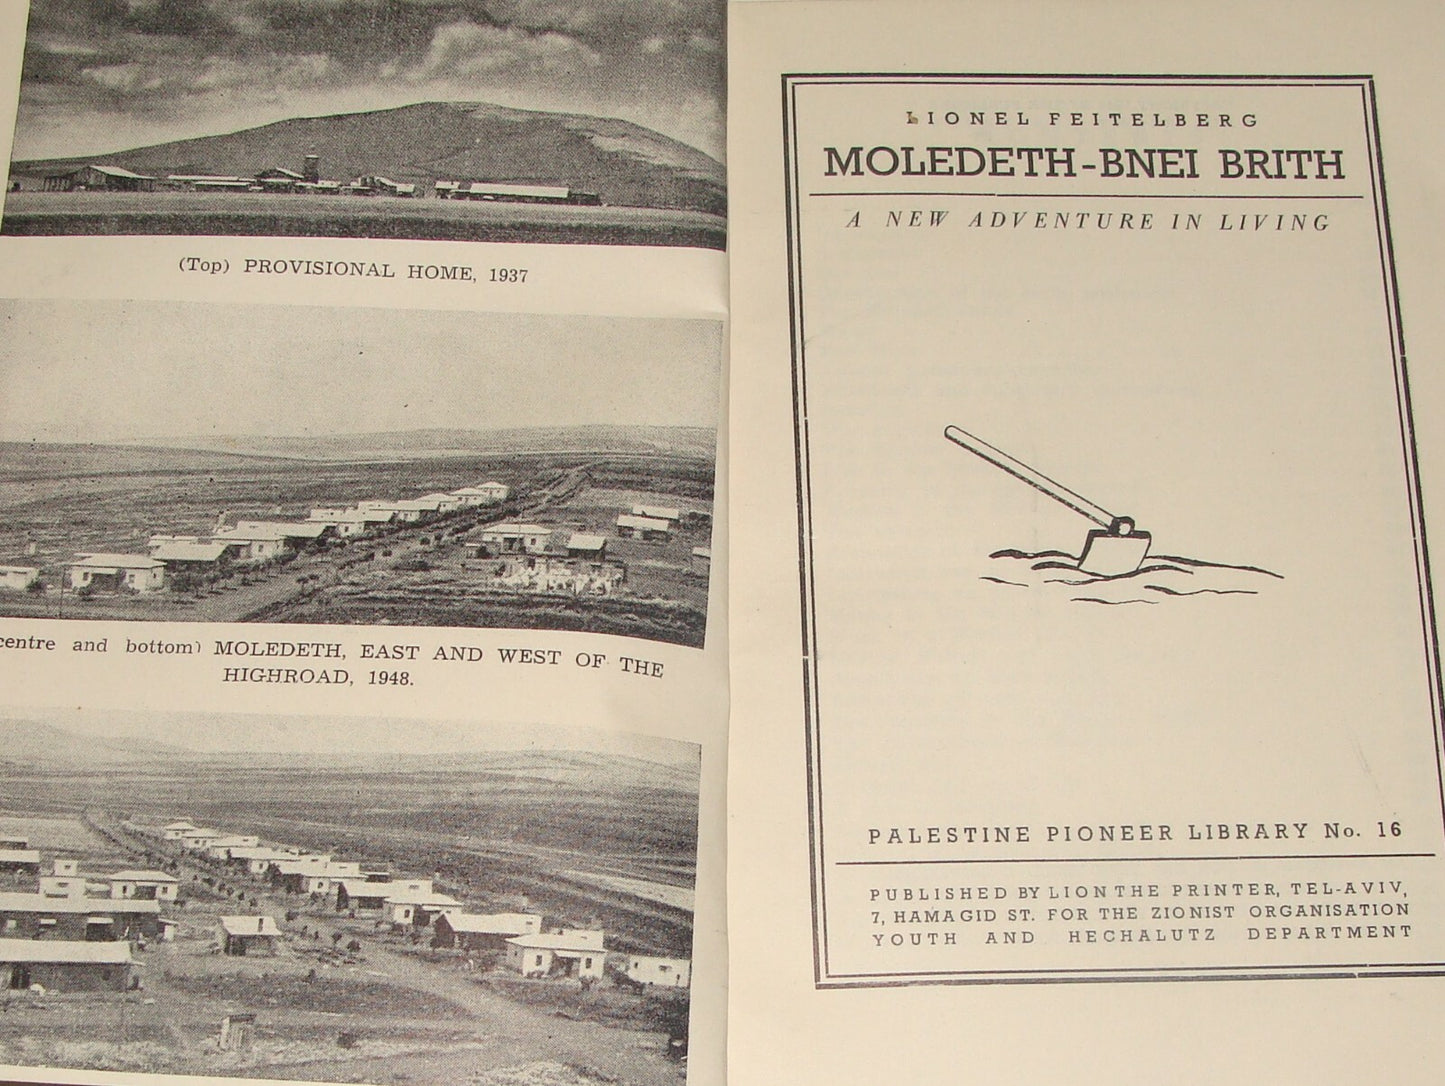 (Top) PROVISIONAL HOME, 1937
centre and bottom) MOLEDETH, EAST AND WEST OF THE
HIGHROAD, 1948.
LIONEL FEITELBERG
MOLEDETH-BNEI BRITH
A NEW ADVENTURE IN LIVING
PALESTINE PIONEER LIBRARY No. 16
PUBLISHED BY LION THE PRINTER, TEL-AVIV,
7, HAMAGID ST. FOR THE ZIONIST ORGANISATION
YOUTH AND HECHALUTZ DEPARTMENT